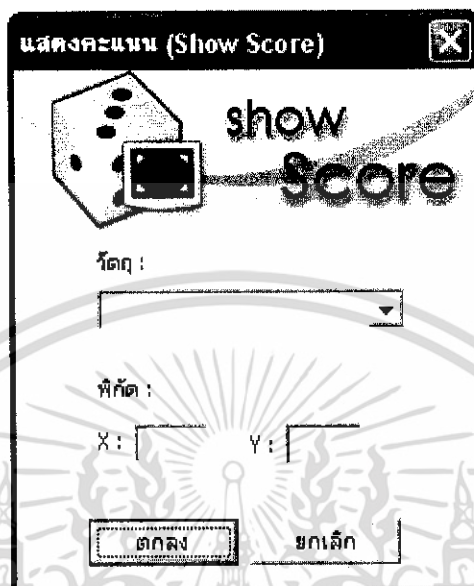 แสดงคะแนน (Show Score)
show
Score
วัตถุ :
พิกัด :
X : Y :
ตกลง ยกเลิก